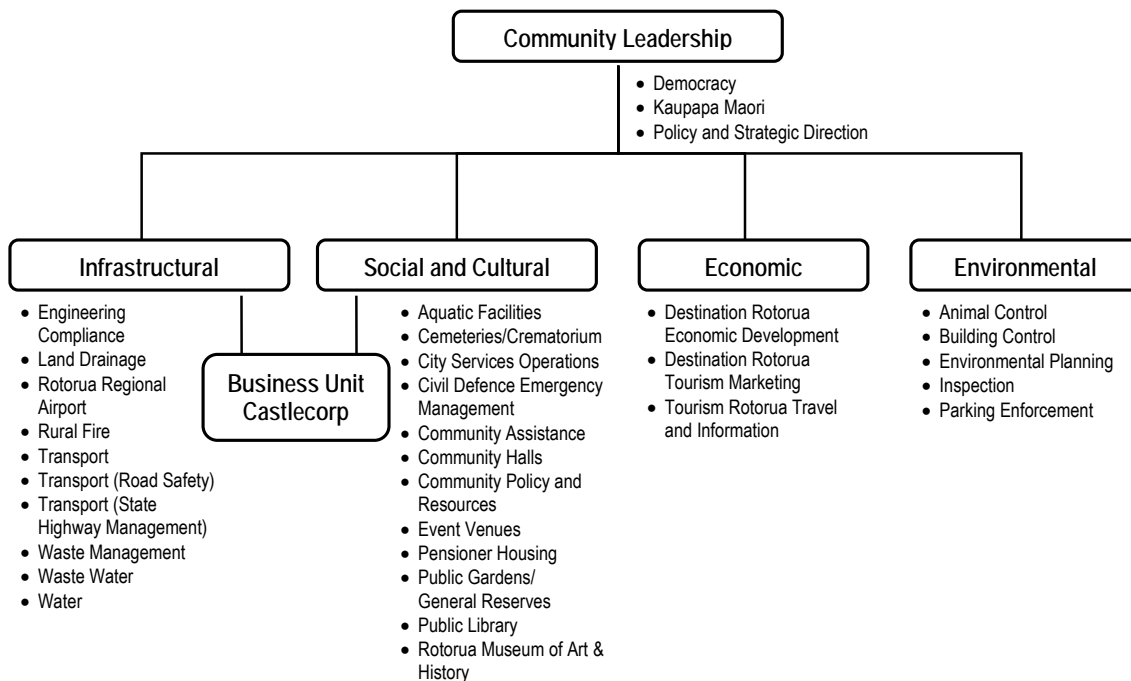 Community Leadership
• Democracy
• Kaupapa Maori
• Policy and Strategic Direction
Infrastructural
• Engineering
Compliance
• Land Drainage
• Rotorua Regional
Airport
• Rural Fire
• Transport
• Transport (Road Safety)
• Transport (State
Highway Management)
• Waste Management
• Waste Water
• Water
Business Unit
Castlecorp
Social and Cultural
• Aquatic Facilities
• Cemeteries/Crematorium
• City Services Operations
• Civil Defence Emergency
Management
• Community Assistance
• Community Halls
• Community Policy and
Resources
• Event Venues
• Pensioner Housing
• Public Gardens/
General Reserves
• Public Library
• Rotorua Museum of Art &
History
Economic
• Destination Rotorua
Economic Development
• Destination Rotorua
Tourism Marketing
• Tourism Rotorua Travel
and Information
Environmental
• Animal Control
• Building Control
• Environmental Planning
• Inspection
• Parking Enforcement